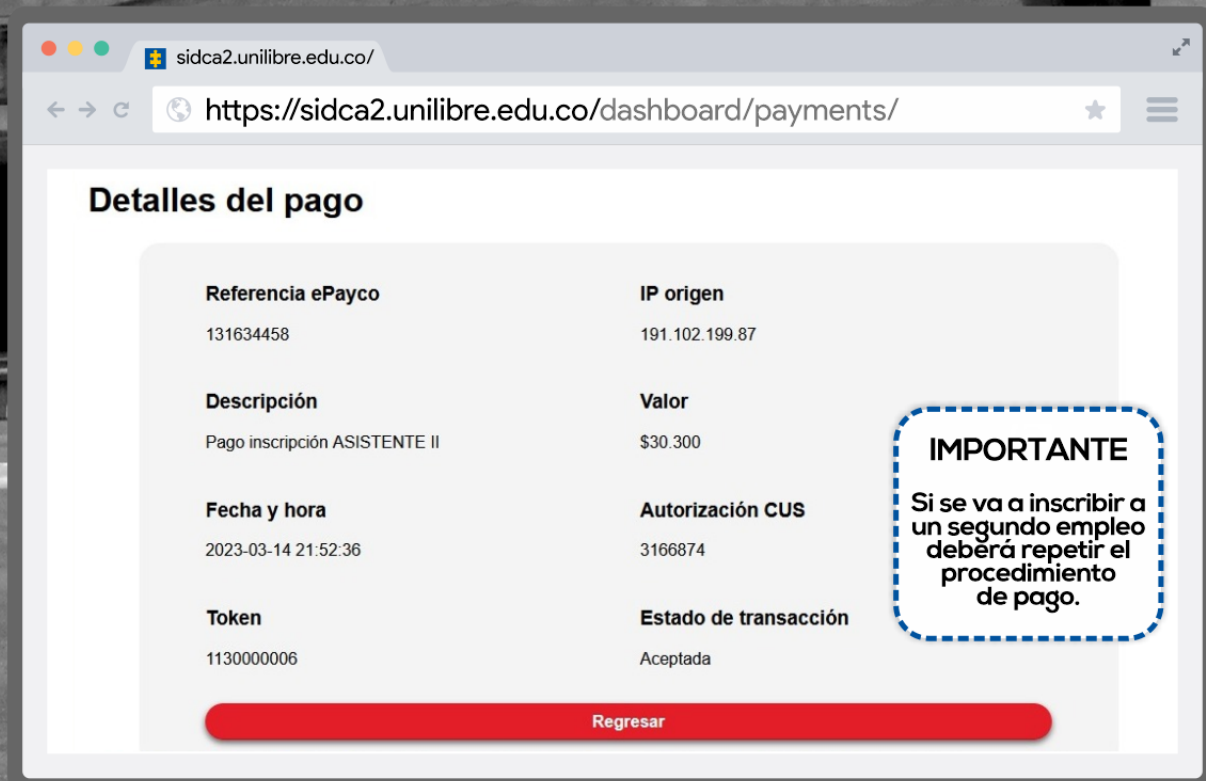 sidca2.unilibre.edu.co/
https://sidca2.unilibre.edu.co/dashboard/payments/
Detalles del pago
Referencia ePayco
131634458
IP origen
191.102.199.87
Descripción
Pago inscripción ASISTENTE II
Valor
$30.300
Fecha y hora
2023-03-14 21:52:36
Autorización CUS
3166874
Token
1130000006
Estado de transacción
Aceptada
IMPORTANTE
Si se va a inscribir a
un segundo empleo
deberá repetir el
procedimiento
de pago.
Regresar